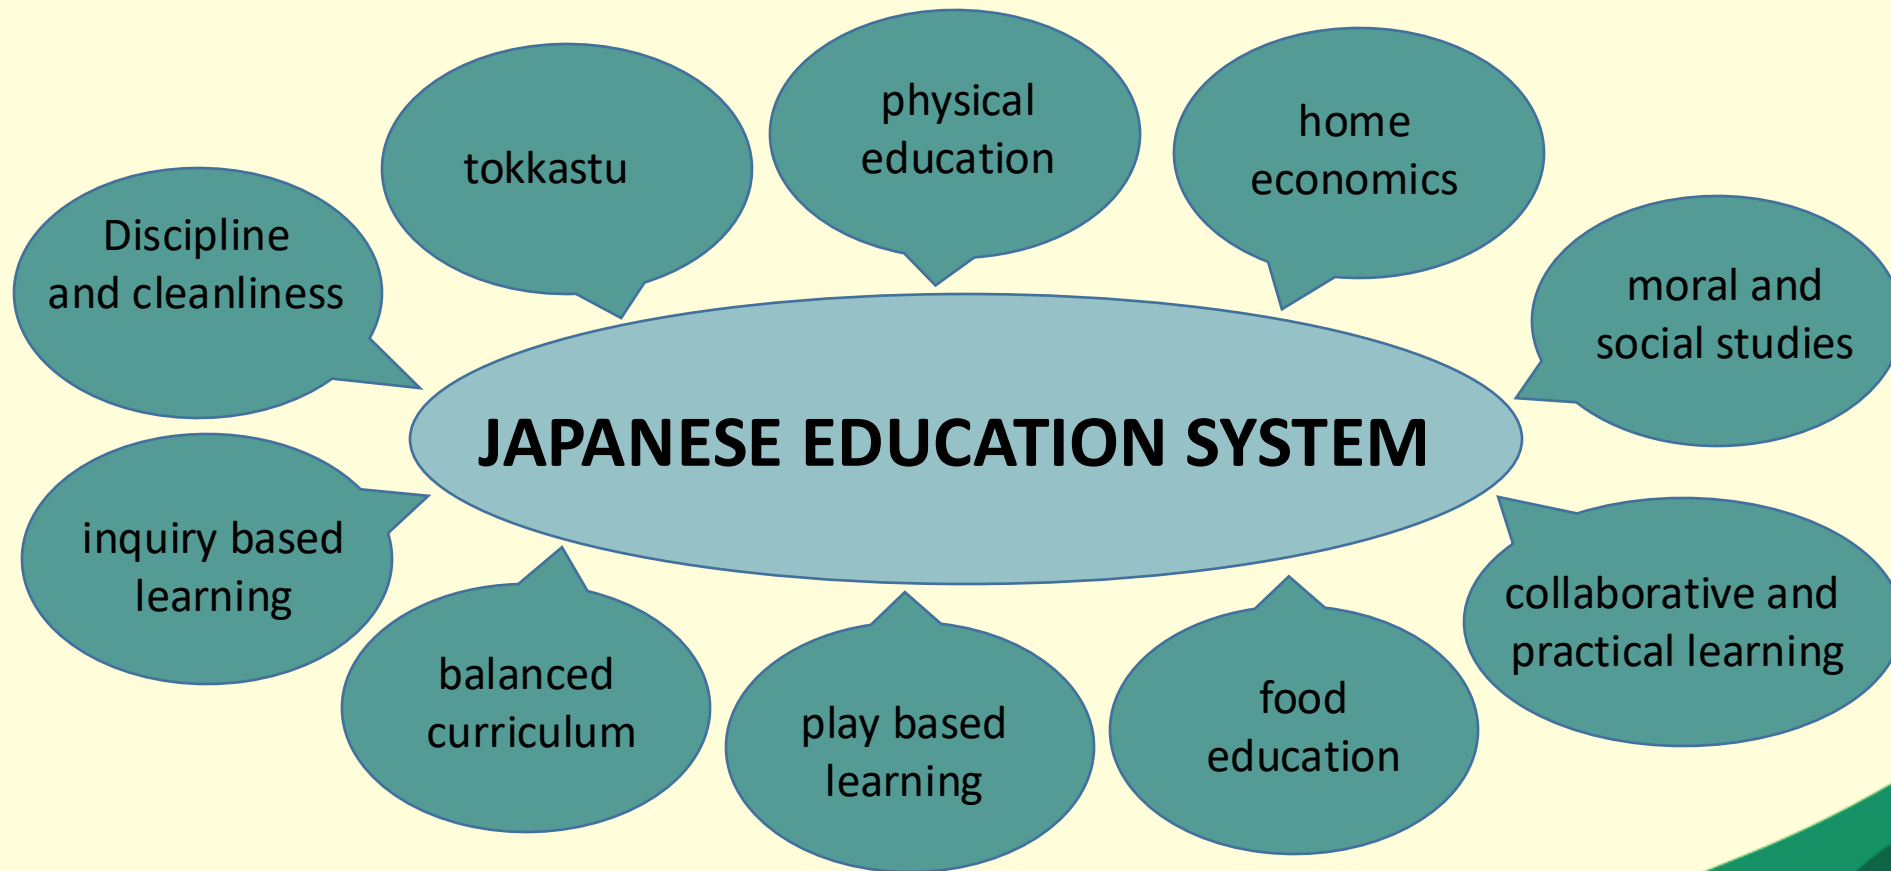 physical
education
home
economics
tokkastu
Discipline
and cleanliness
moral and
social studies
JAPANESE EDUCATION SYSTEM
inquiry based
learning
collaborative and
practical learning
balanced
curriculum
play based
learning
food
education